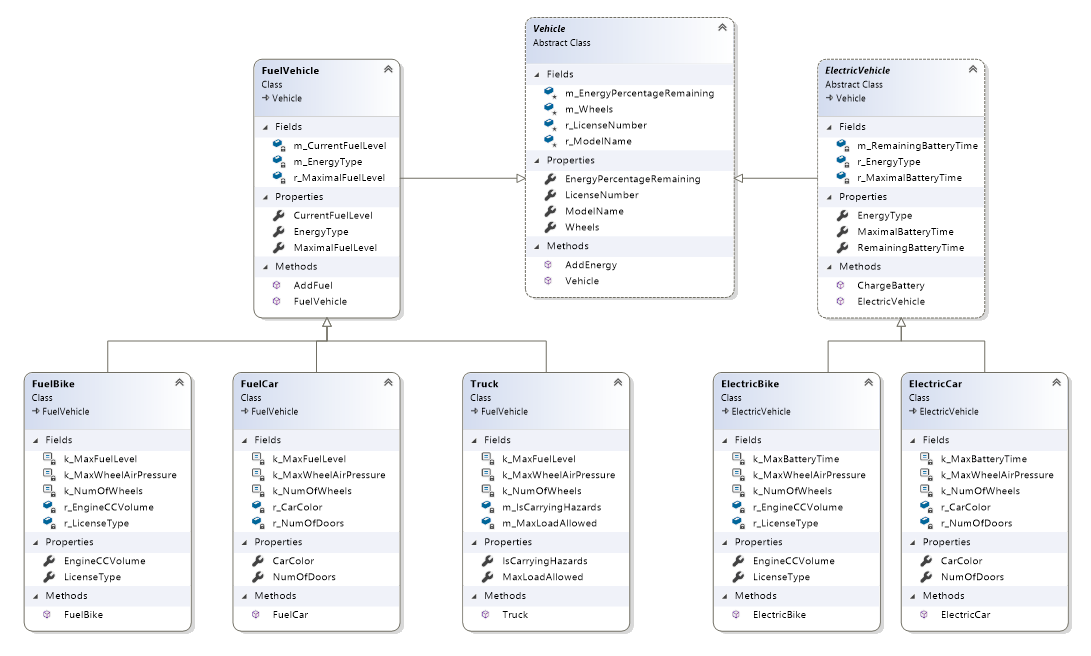 Vehicle
Abstract Class
Fields
m_EnergyPercentageRemaining
m_Wheels
r_LicenseNumber
r_ModelName
Properties
EnergyPercentageRemaining
LicenseNumber
ModelName
Wheels
Methods
AddEnergy
Vehicle
FuelVehicle
Class
Vehicle
Fields
m_CurrentFuelLevel
m_EnergyType
r_MaximalFuelLevel
Properties
CurrentFuelLevel
EnergyType
MaximalFuelLevel
Methods
AddFuel
FuelVehicle
ElectricVehicle
Abstract Class
Vehicle
Fields
m_RemainingBatteryTime
r_EnergyType
r_MaximalBatteryTime
Properties
EnergyType
MaximalBatteryTime
RemainingBatteryTime
Methods
ChargeBattery
ElectricVehicle
FuelBike
Class
FuelVehicle
Fields
k_MaxFuelLevel
k_MaxWheelAirPressure
k_NumOfWheels
r_EngineCCVolume
r_LicenseType
Properties
EngineCCVolume
LicenseType
Methods
FuelBike
FuelCar
Class
FuelVehicle
Fields
k_MaxFuelLevel
k_MaxWheelAirPressure
k_NumOfWheels
r_CarColor
r_NumOfDoors
Properties
CarColor
NumOfDoors
Methods
FuelCar
Truck
Class
FuelVehicle
Fields
k_MaxFuelLevel
k_MaxWheelAirPressure
k_NumOfWheels
m_IsCarryingHazards
m_MaxLoadAllowed
Properties
IsCarryingHazards
MaxLoadAllowed
Methods
Truck
ElectricBike
Class
ElectricVehicle
Fields
k_MaxBatteryTime
k_MaxWheelAirPressure
k_NumOfWheels
r_EngineCCVolume
r_LicenseType
Properties
EngineCCVolume
LicenseType
Methods
ElectricBike
ElectricCar
Class
ElectricVehicle
Fields
k_MaxBatteryTime
k_MaxWheelAirPressure
k_NumOfWheels
r_CarColor
r_NumOfDoors
Properties
CarColor
NumOfDoors
Methods
ElectricCar